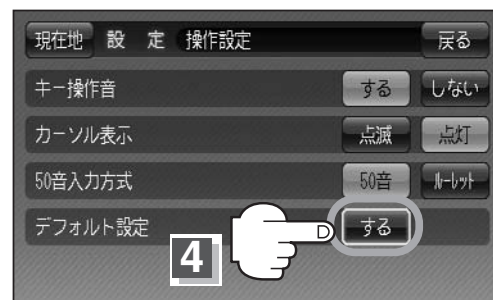 現在地 設 定 操作設定 戻る
キー操作音 する しない
カーソル表示 点滅 点灯
50音入力方式 50音 ルーレット
デフォルト設定 する
4